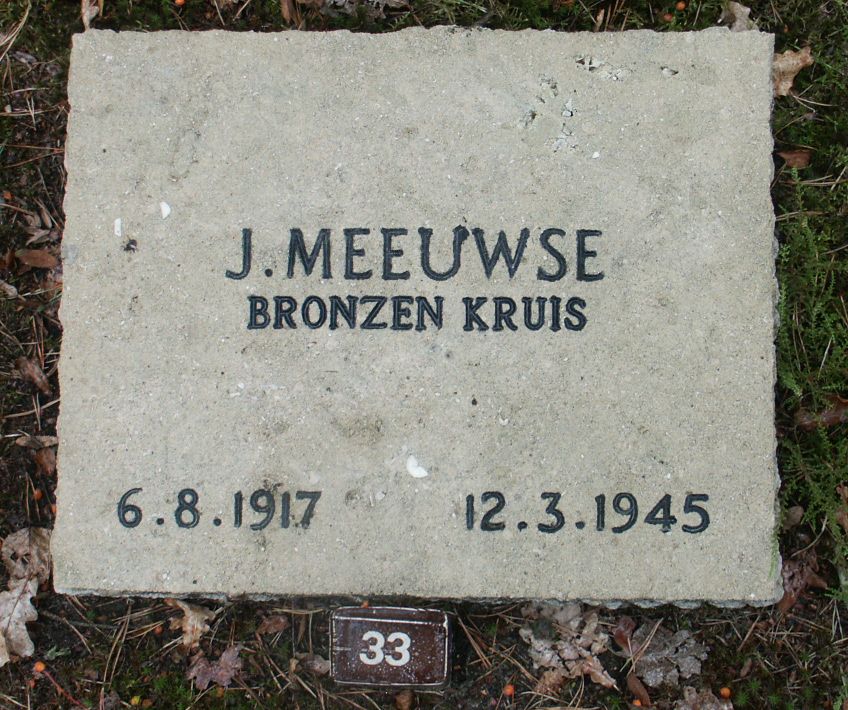 J. MEEUWSE
BRONZEN KRUIS
6.8.1917 12.3.1945
33